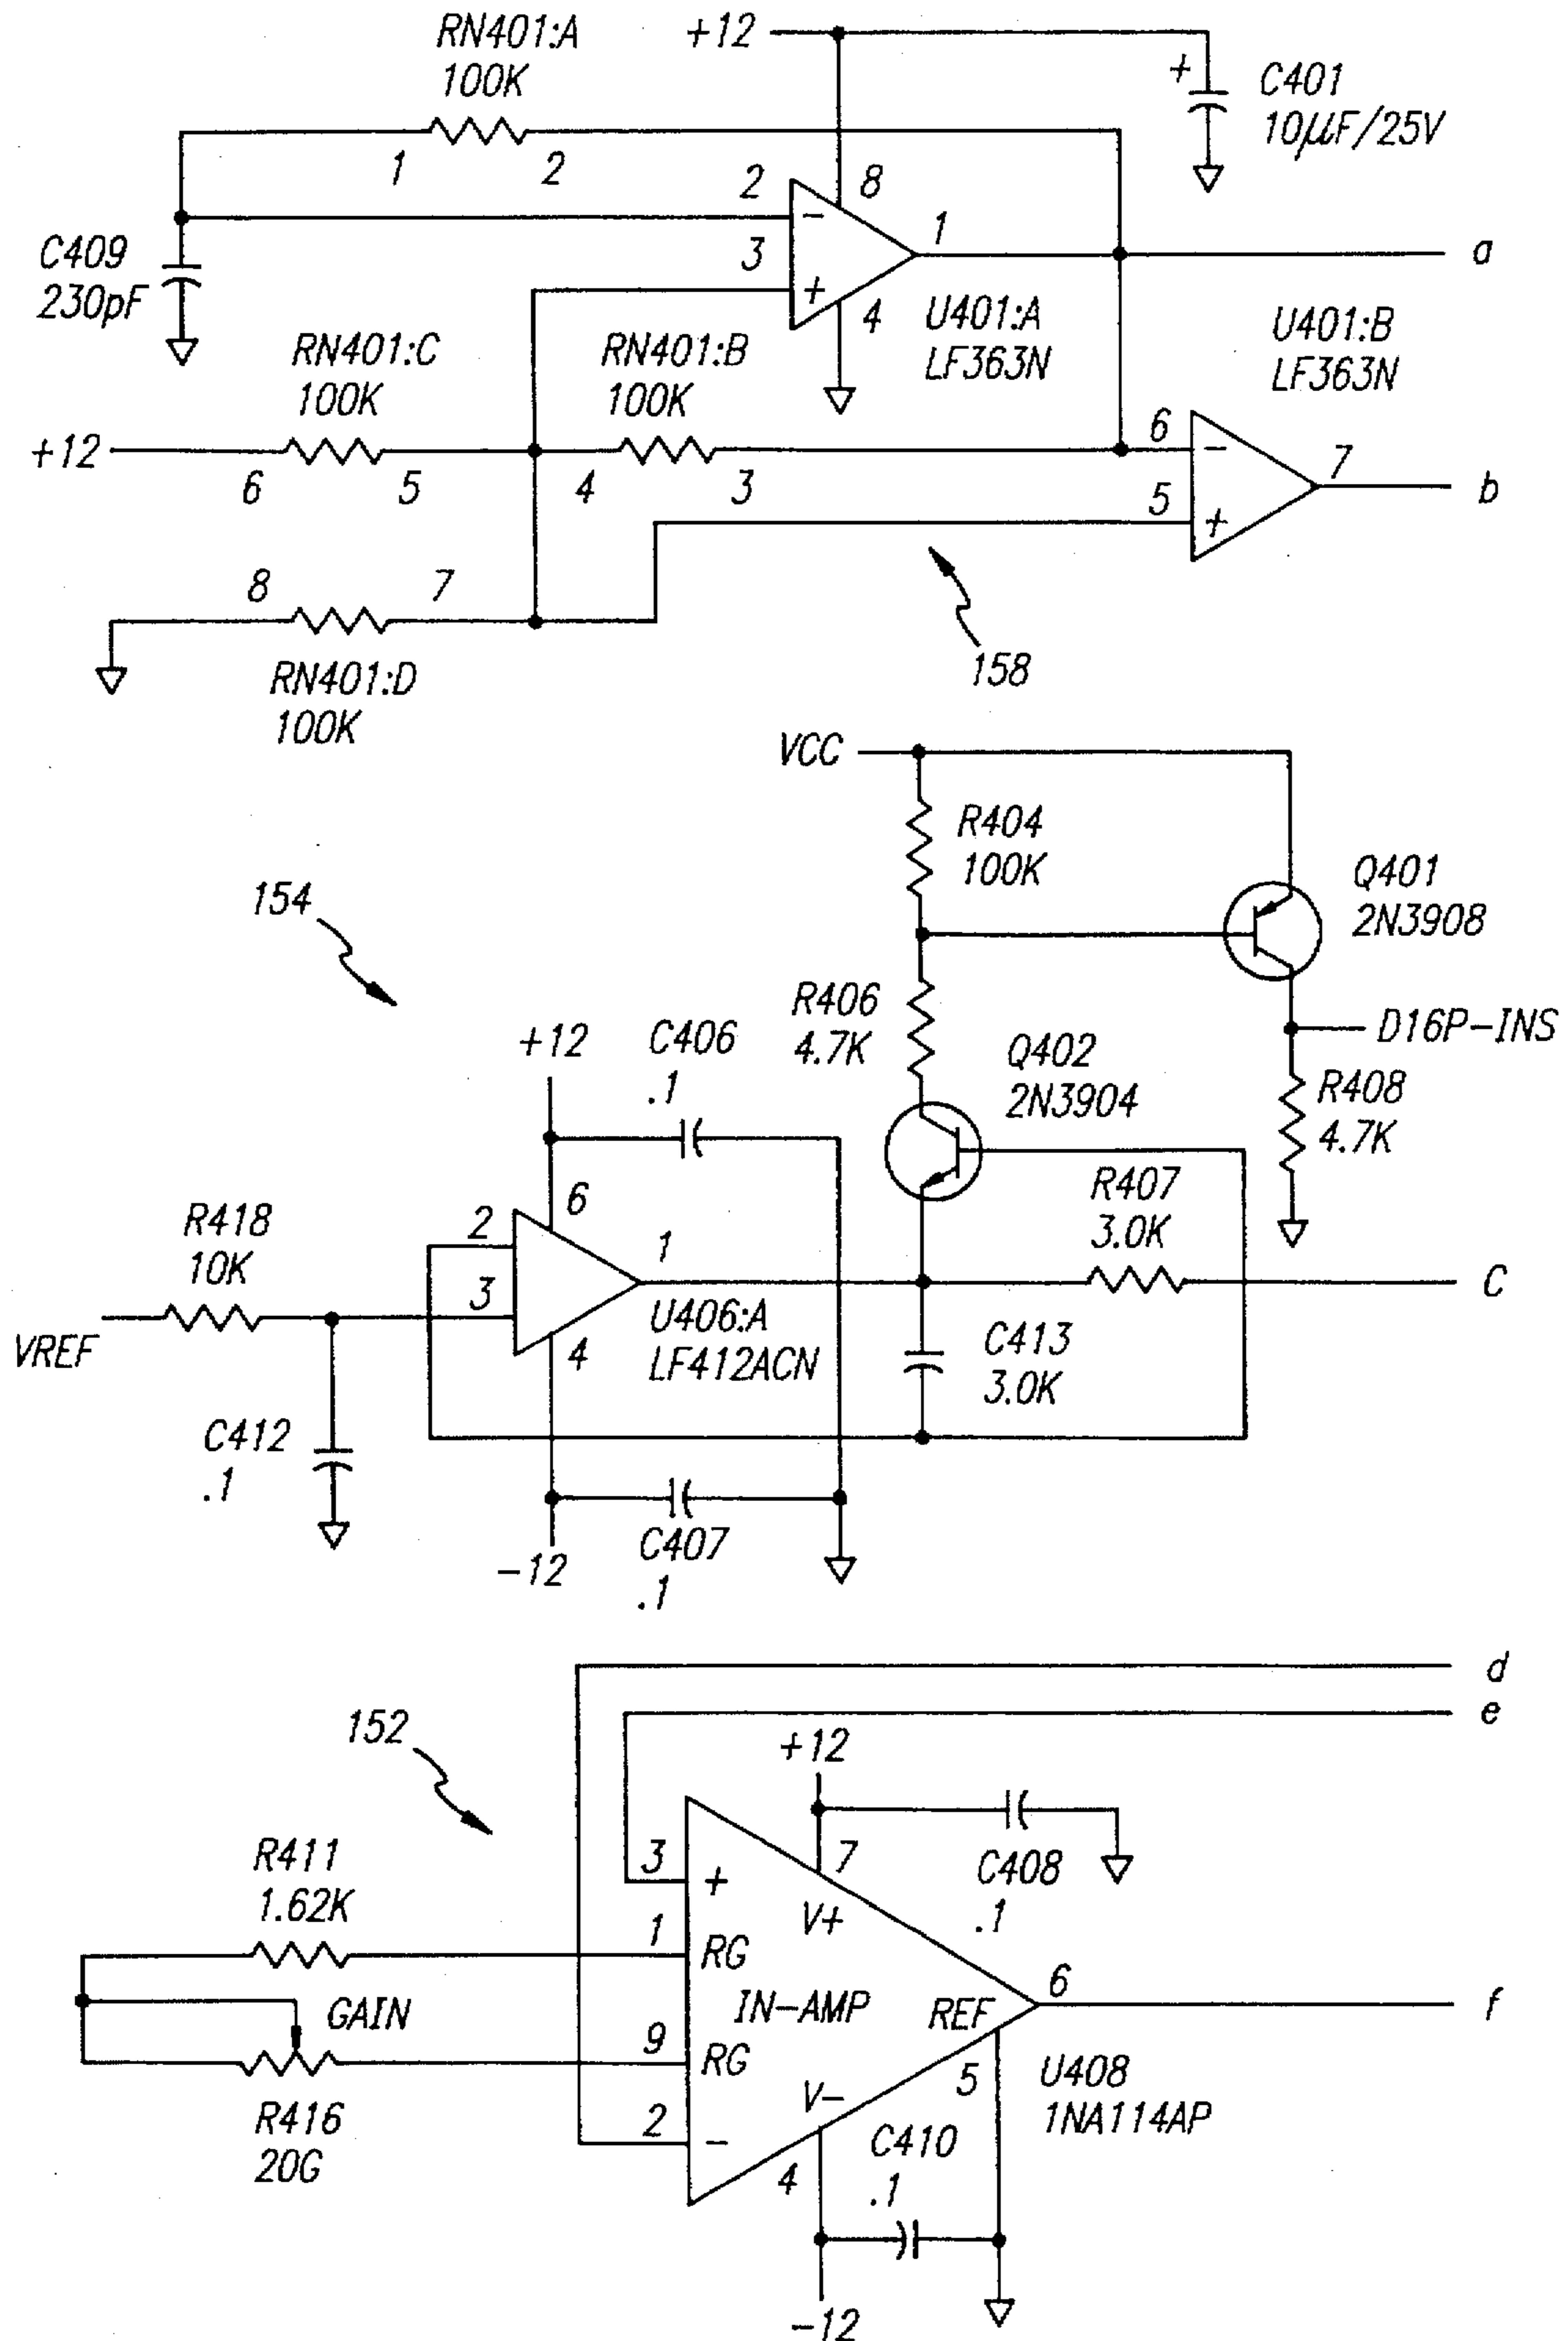 RN401:A
100K
+12
+
C401
10µF/25V
1
2
2
8
−
3
1
a
C409
230pF
+
4
U401:A
LF363N
U401:B
LF363N
RN401:C
100K
RN401:B
100K
+12
6
5
4
3
6
−
7
b
5
+
8
7
RN401:D
100K
158
VCC
R404
100K
Q401
2N3908
154
R406
4.7K
D16P-INS
+12
C406
.1
Q402
2N3904
R408
4.7K
6
R407
3.0K
R418
10K
2
1
3
C
VREF
U406:A
LF412ACN
4
C413
3.0K
C412
.1
C407
.1
-12
d
e
152
+12
R411
1.62K
3
+
7
C408
.1
V+
1
RG
GAIN
IN-AMP
REF
6
f
9
RG
R416
20G
V-
5
U408
1NA114AP
2
−
4
C410
.1
-12